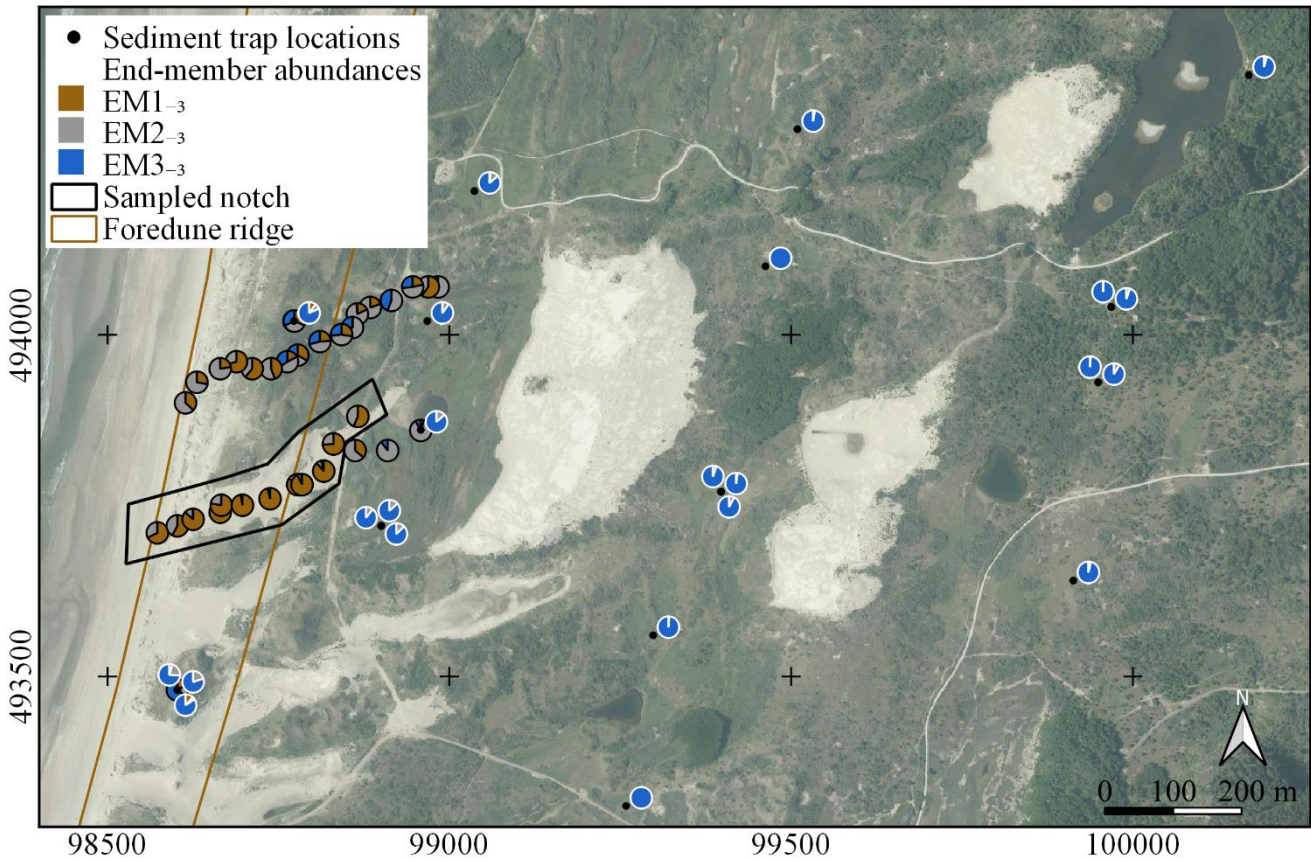 Sediment trap locations
End-member abundances
EM1₋₃
EM2₋₃
EM3₋₃
Sampled notch
Foredune ridge
494000
493500
N
0 100 200 m
98500 99000 99500 100000